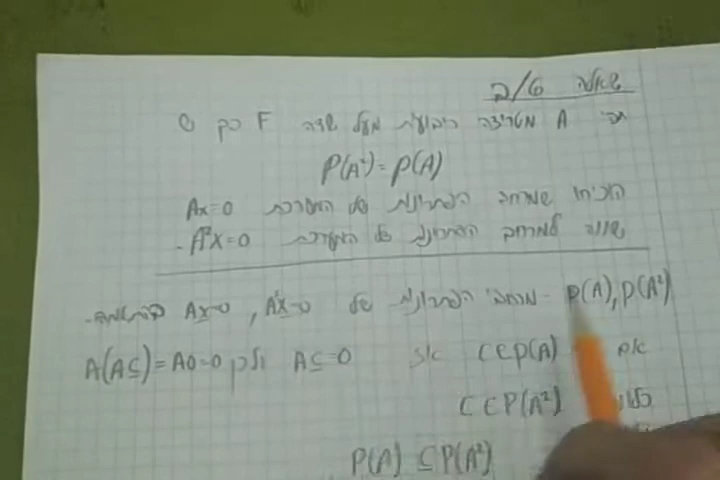 שאלה 6/ב
תהי A מטריצה ריבועית מעל שדה F כך ש
ρ(A²)=ρ(A)
הוכיחו שמרחב הפתרונות של המערכת Ax=0
שווה למרחב הפתרונות של המערכת A²x=0.
P(A), P(A²) - מרחבי הפתרונות של Ax=0, A²x=0 בהתאמה.
אם c∈P(A) אז Ac=0 ולכן A(Ac)=A0=0
c∈P(A²)
P(A)⊆P(A²)